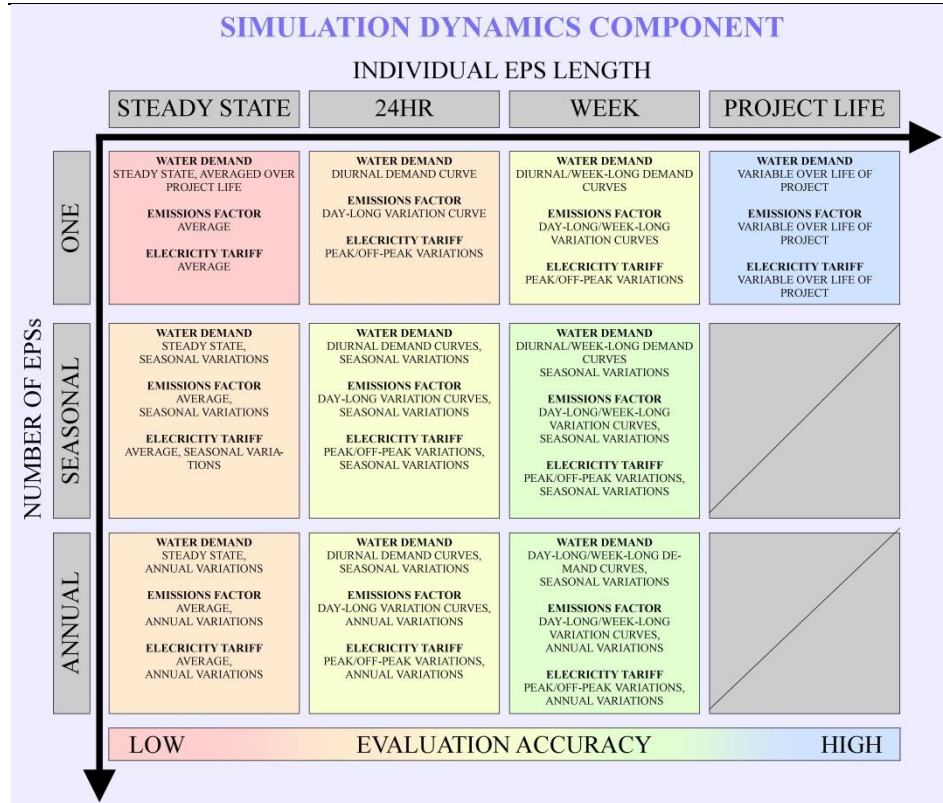 SIMULATION DYNAMICS COMPONENT
INDIVIDUAL EPS LENGTH
STEADY STATE
24HR
WEEK
PROJECT LIFE
NUMBER OF EPSs
ONE
WATER DEMAND
STEADY STATE, AVERAGED OVER
PROJECT LIFE
EMISSIONS FACTOR
AVERAGE
ELECRICITY TARIFF
AVERAGE
WATER DEMAND
DIURNAL DEMAND CURVE
EMISSIONS FACTOR
DAY-LONG VARIATION CURVE
ELECRICITY TARIFF
PEAK/OFF-PEAK VARIATIONS
WATER DEMAND
DIURNAL/WEEK-LONG DEMAND
CURVES
EMISSIONS FACTOR
DAY-LONG/WEEK-LONG
VARIATION CURVES
ELECRICITY TARIFF
PEAK/OFF-PEAK VARIATIONS
WATER DEMAND
VARIABLE OVER LIFE OF
PROJECT
EMISSIONS FACTOR
VARIABLE OVER LIFE OF
PROJECT
ELECRICITY TARIFF
VARIABLE OVER LIFE OF
PROJECT
SEASONAL
WATER DEMAND
STEADY STATE,
SEASONAL VARIATIONS
EMISSIONS FACTOR
AVERAGE,
SEASONAL VARIATIONS
ELECRICITY TARIFF
AVERAGE, SEASONAL VARIA-
TIONS
WATER DEMAND
DIURNAL DEMAND CURVES,
SEASONAL VARIATIONS
EMISSIONS FACTOR
DAY-LONG VARIATION CURVES,
SEASONAL VARIATIONS
ELECRICITY TARIFF
PEAK/OFF-PEAK VARIATIONS,
SEASONAL VARIATIONS
WATER DEMAND
DIURNAL/WEEK-LONG DEMAND
CURVES
SEASONAL VARIATIONS
EMISSIONS FACTOR
DAY-LONG/WEEK-LONG
VARIATION CURVES,
SEASONAL VARIATIONS
ELECRICITY TARIFF
PEAK/OFF-PEAK VARIATIONS,
SEASONAL VARIATIONS
ANNUAL
WATER DEMAND
STEADY STATE,
ANNUAL VARIATIONS
EMISSIONS FACTOR
AVERAGE,
ANNUAL VARIATIONS
ELECRICITY TARIFF
AVERAGE,
ANNUAL VARIATIONS
WATER DEMAND
DIURNAL DEMAND CURVES,
SEASONAL VARIATIONS
EMISSIONS FACTOR
DAY-LONG VARIATION CURVES,
ANNUAL VARIATIONS
ELECRICITY TARIFF
PEAK/OFF-PEAK VARIATIONS,
ANNUAL VARIATIONS
WATER DEMAND
DAY-LONG/WEEK-LONG DE-
MAND CURVES,
SEASONAL VARIATIONS
EMISSIONS FACTOR
DAY-LONG/WEEK-LONG
VARIATION CURVES,
ANNUAL VARIATIONS
ELECRICITY TARIFF
PEAK/OFF-PEAK VARIATIONS,
ANNUAL VARIATIONS
LOW
EVALUATION ACCURACY
HIGH